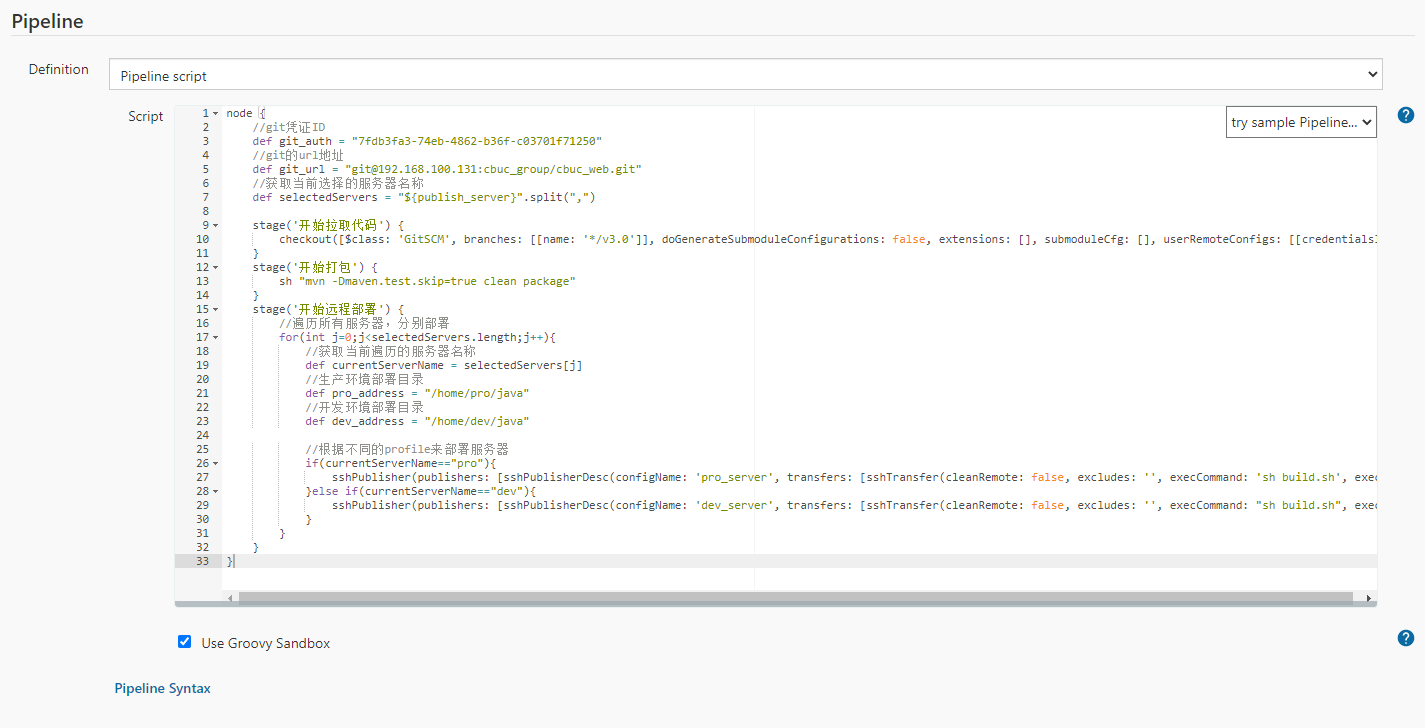 Pipeline
Definition
Pipeline script
Script
try sample Pipeline...
1 node {
2 //git凭证ID
3 def git_auth = "7fdb3fa3-74eb-4862-b36f-c03701f71250"
4 //git的url地址
5 def git_url = "git@192.168.100.131:cbuc_group/cbuc_web.git"
6 //获取当前选择的服务器名称
7 def selectedServers = "${publish_server}".split(",")
8
9 stage('开始拉取代码') {
10 checkout([$class: 'GitSCM', branches: [[name: '*/v3.0']], doGenerateSubmoduleConfigurations: false, extensions: [], submoduleCfg: [], userRemoteConfigs: [[credentials
11 }
12 stage('开始打包') {
13 sh "mvn -Dmaven.test.skip=true clean package"
14 }
15 stage('开始远程部署') {
16 //遍历所有服务器，分别部署
17 for(int j=0;j<selectedServers.length;j++){
18 //获取当前遍历的服务器名称
19 def currentServerName = selectedServers[j]
20 //生产环境部署目录
21 def pro_address = "/home/pro/java"
22 //开发环境部署目录
23 def dev_address = "/home/dev/java"
24
25 //根据不同的profile来部署服务器
26 if(currentServerName=="pro"){
27 sshPublisher(publishers: [sshPublisherDesc(configName: 'pro_server', transfers: [sshTransfer(cleanRemote: false, excludes: '', execCommand: 'sh build.sh', exec
28 }else if(currentServerName=="dev"){
29 sshPublisher(publishers: [sshPublisherDesc(configName: 'dev_server', transfers: [sshTransfer(cleanRemote: false, excludes: '', execCommand: "sh build.sh", exec
30 }
31 }
32 }
33 }
Use Groovy Sandbox
Pipeline Syntax